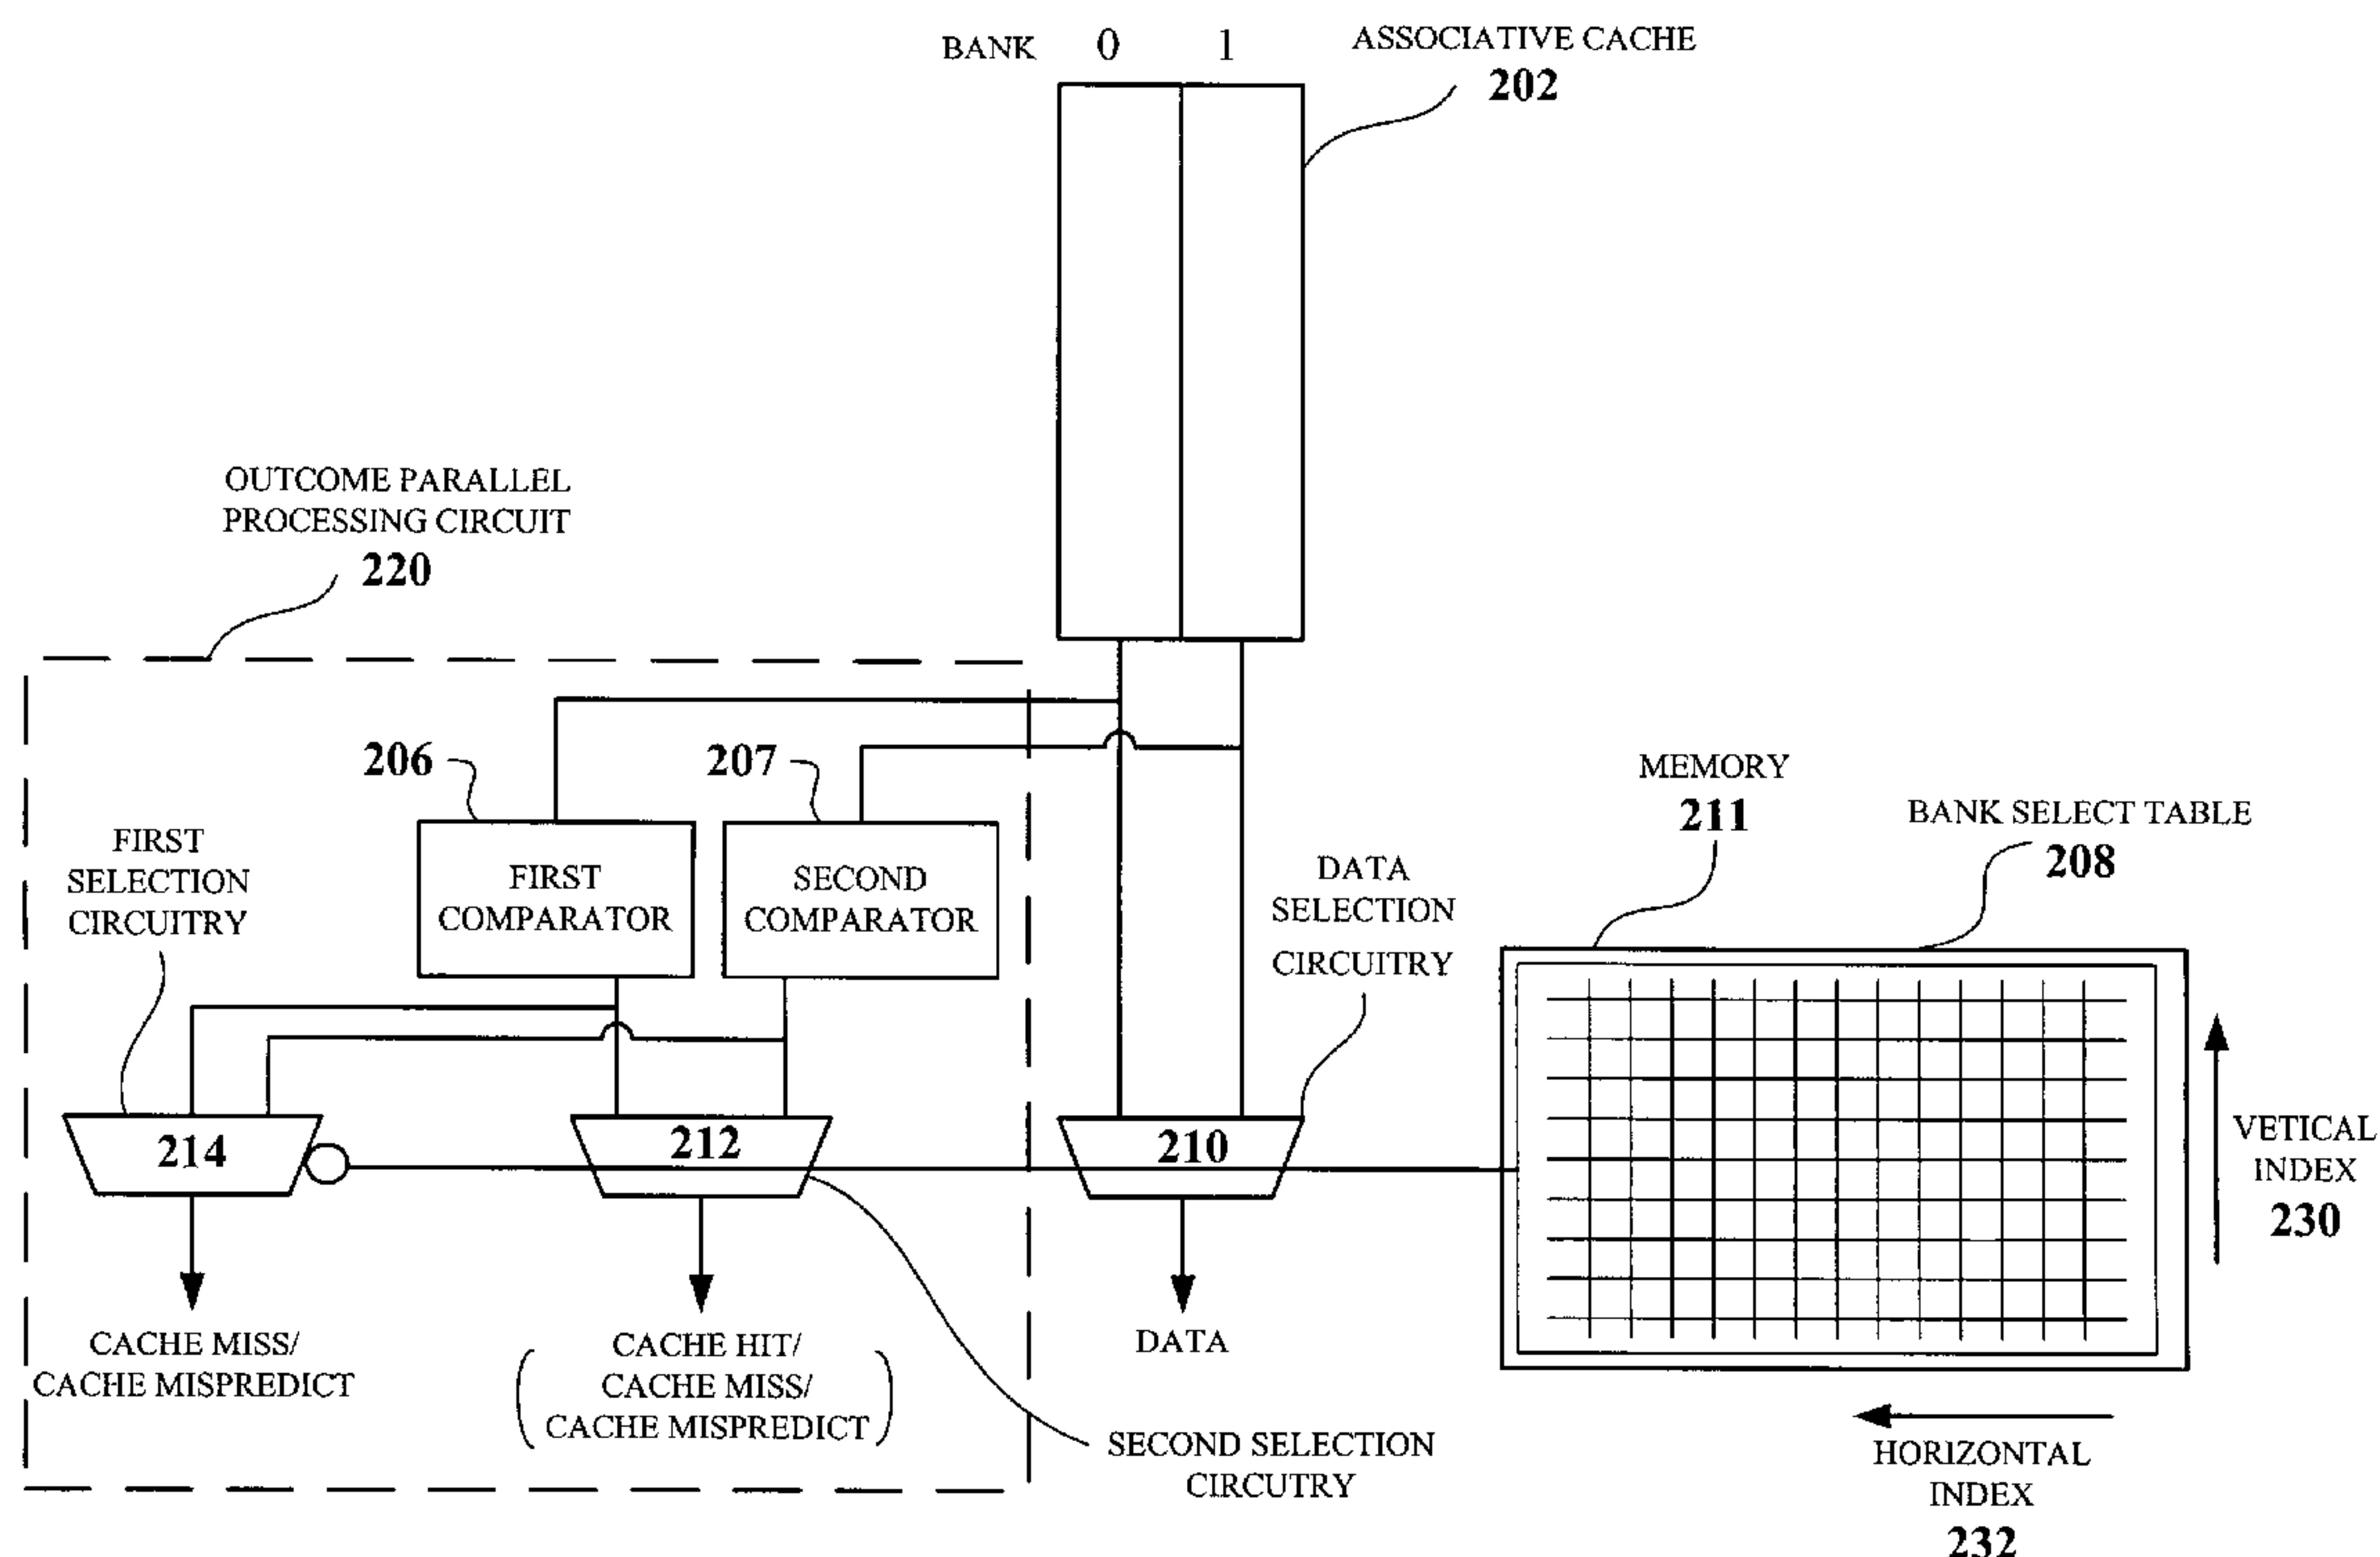 BANK 0 1
ASSOCIATIVE CACHE
202
OUTCOME PARALLEL
PROCESSING CIRCUIT
220
206
207
FIRST
SELECTION
CIRCUITRY
FIRST
COMPARATOR
SECOND
COMPARATOR
DATA
SELECTION
CIRCUITRY
MEMORY
211
BANK SELECT TABLE
208
214
212
210
VETICAL
INDEX
230
CACHE MISS/
CACHE MISPREDICT
CACHE HIT/
CACHE MISS/
CACHE MISPREDICT
DATA
SECOND SELECTION
CIRCUTRY
HORIZONTAL
INDEX
232